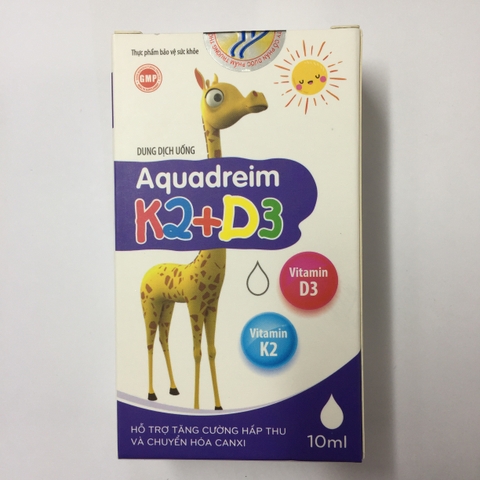 Thực phẩm bảo vệ sức khỏe
GMP
DUNG DỊCH UỐNG
Aquadreim
K2+D3
Vitamin
D3
Vitamin
K2
HỖ TRỢ TĂNG CƯỜNG HẤP THU
VÀ CHUYỂN HÓA CANXI
10ml